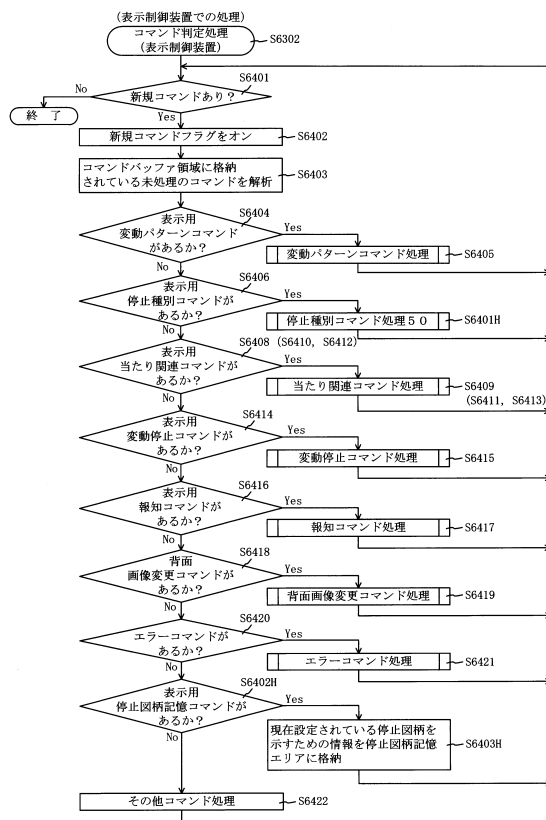 (表示制御装置での処理)
コマンド判定処理
(表示制御装置)
S6302
S6401
No
新規コマンドあり？
終 了
Yes
新規コマンドフラグをオン
S6402
コマンドバッファ領域に格納
されている未処理のコマンドを解析
S6403
表示用
変動パターンコマンド
があるか？
S6404
Yes
変動パターンコマンド処理
S6405
No
表示用
停止種別コマンドが
あるか？
S6406
Yes
停止種別コマンド処理５０
S6401H
No
表示用
当たり関連コマンドが
あるか？
S6408 (S6410, S6412)
Yes
当たり関連コマンド処理
S6409
(S6411, S6413)
No
表示用
変動停止コマンドが
あるか？
S6414
Yes
変動停止コマンド処理
S6415
No
表示用
報知コマンドが
あるか？
S6416
Yes
報知コマンド処理
S6417
No
背面
画像変更コマンドが
あるか？
S6418
Yes
背面画像変更コマンド処理
S6419
No
エラーコマンドが
あるか？
S6420
Yes
エラーコマンド処理
S6421
No
表示用
停止図柄記憶コマンドが
あるか？
S6402H
Yes
現在設定されている停止図柄を
示すための情報を停止図柄記憶
エリアに格納
S6403H
No
その他コマンド処理
S6422